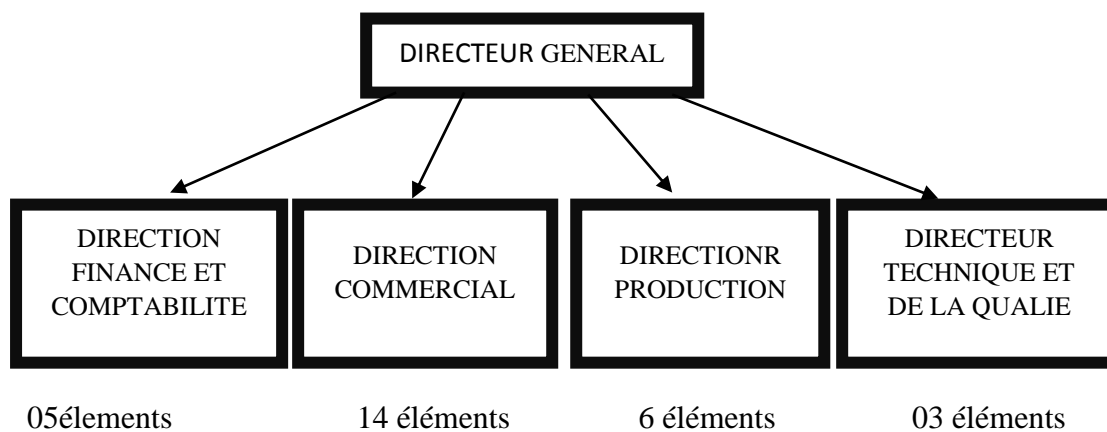 DIRECTEUR GENERAL
DIRECTION
FINANCE ET
COMPTABILITE
DIRECTION
COMMERCIAL
DIRECTIONR
PRODUCTION
DIRECTEUR
TECHNIQUE ET
DE LA QUALIE
05élements
14 éléments
6 éléments
03 éléments